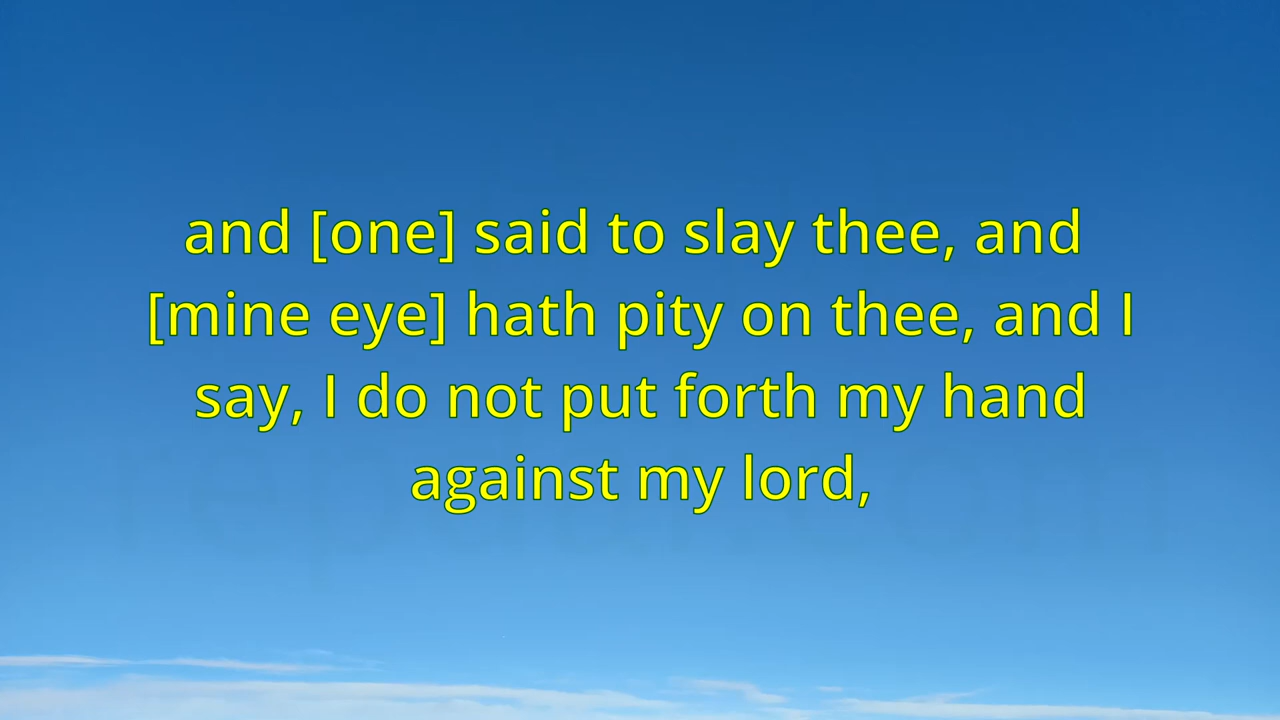 and [one] said to slay thee, and
[mine eye] hath pity on thee, and I
say, I do not put forth my hand
against my lord,